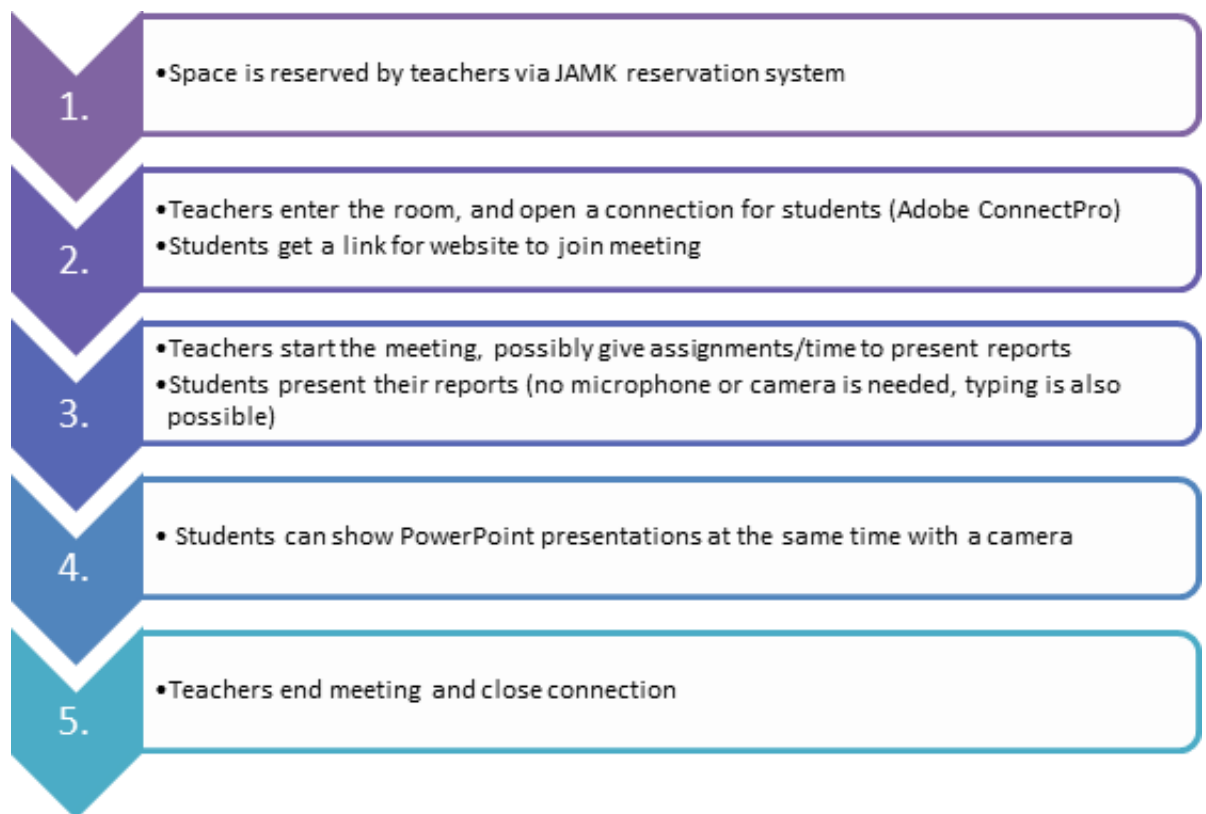 1.
•Space is reserved by teachers via JAMK reservation system
2.
•Teachers enter the room, and open a connection for students (Adobe ConnectPro)
•Students get a link for website to join meeting
3.
•Teachers start the meeting, possibly give assignments/time to present reports
•Students present their reports (no microphone or camera is needed, typing is also
possible)
4.
• Students can show PowerPoint presentations at the same time with a camera
5.
•Teachers end meeting and close connection